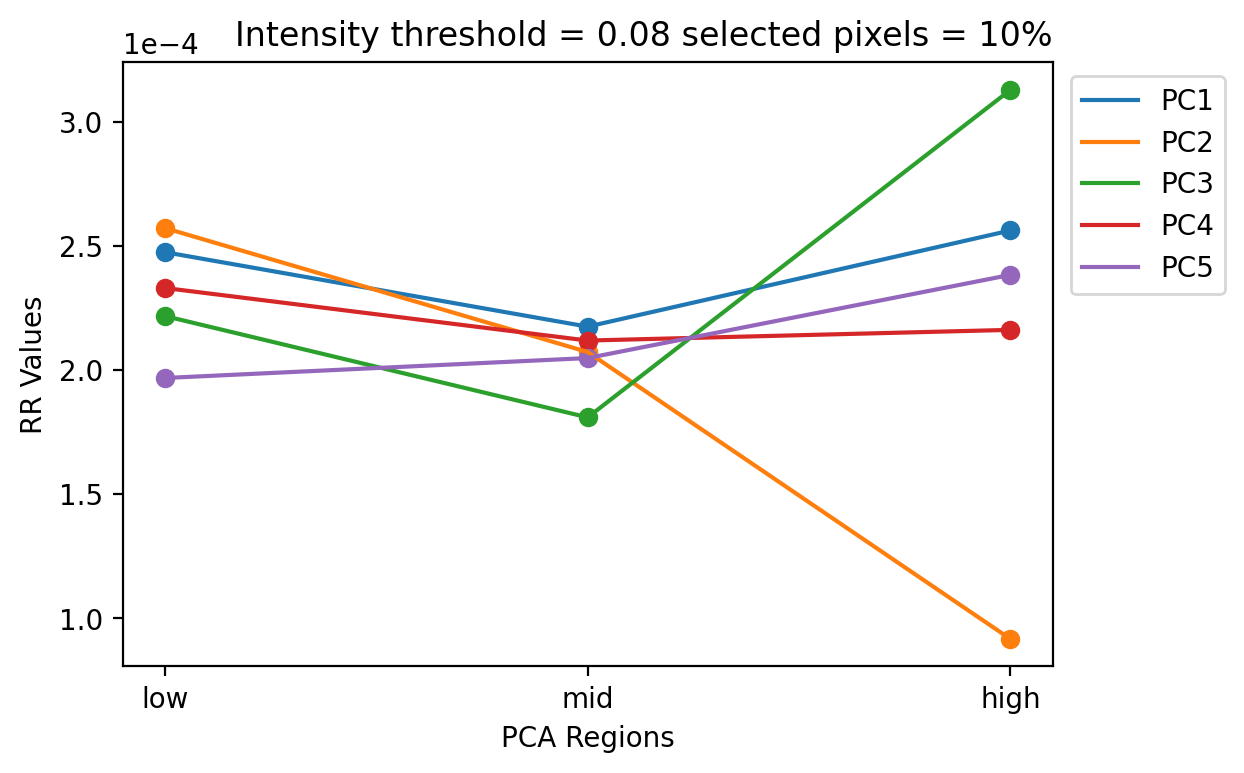 Intensity threshold = 0.08 selected pixels = 10%
1e−4
3.0
2.5
2.0
1.5
1.0
RR Values
low
mid
high
PCA Regions
PC1
PC2
PC3
PC4
PC5